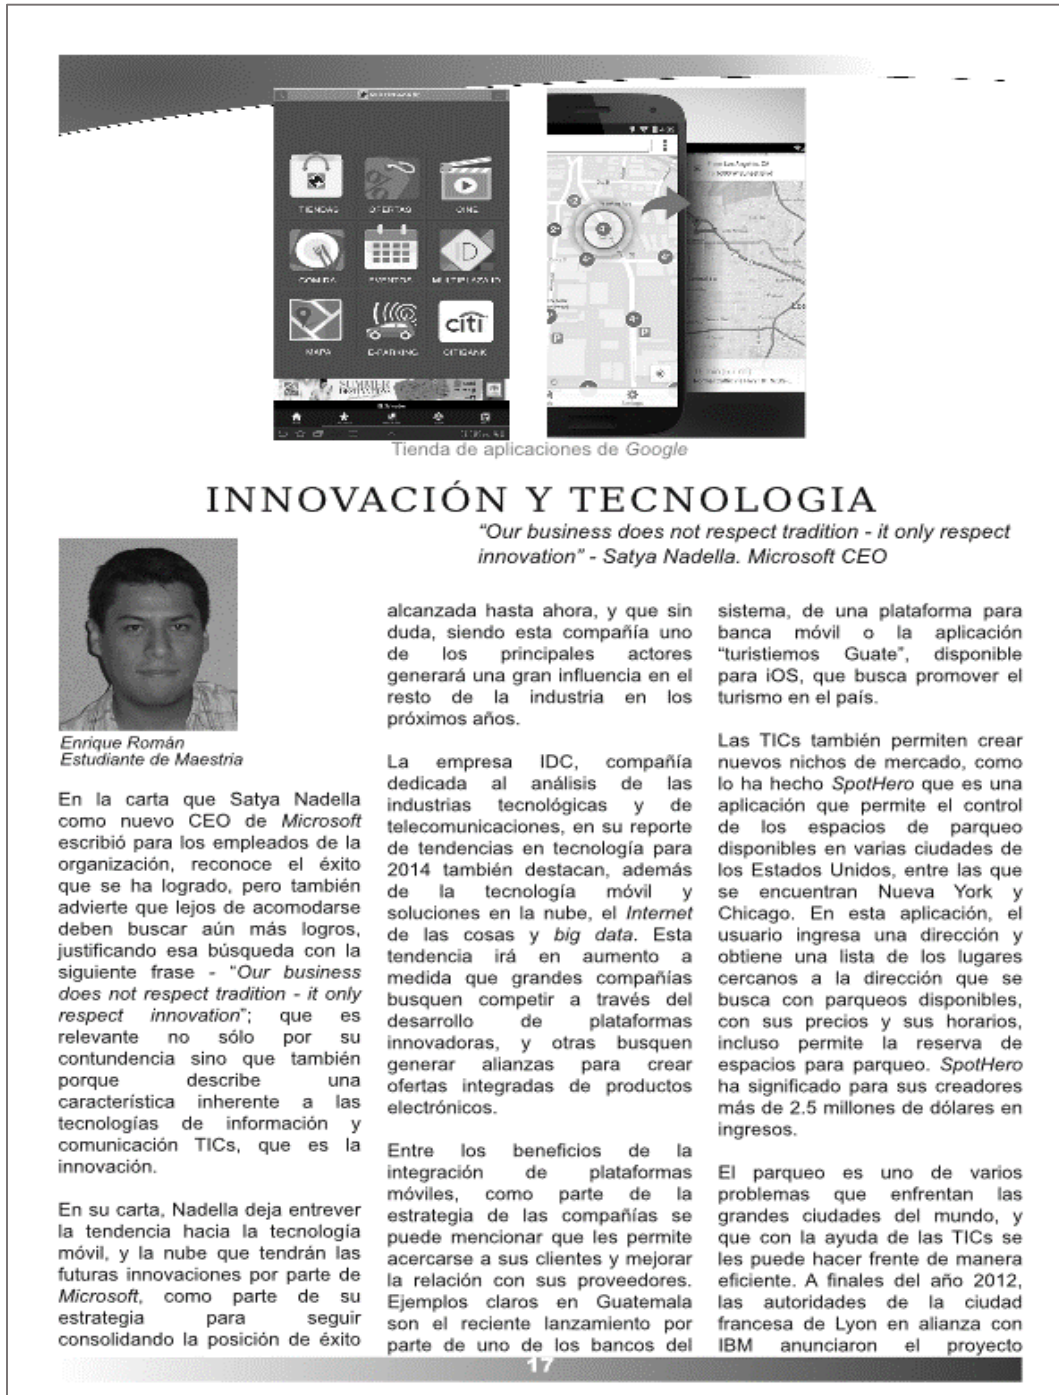 TIENDAS
OFERTAS
CINE
COMIDA
EVENTOS
MULTIPLAZA ID
MAPA
E-PARKING
citi
CITIBANK
SUMMER
Tienda de aplicaciones de Google
INNOVACIÓN Y TECNOLOGIA
“Our business does not respect tradition - it only respect
innovation” - Satya Nadella. Microsoft CEO
Enrique Román
Estudiante de Maestria
En la carta que Satya Nadella
como nuevo CEO de Microsoft
escribió para los empleados de la
organización, reconoce el éxito
que se ha logrado, pero también
advierte que lejos de acomodarse
deben buscar aún más logros,
justificando esa búsqueda con la
siguiente frase - “Our business
does not respect tradition - it only
respect innovation”; que es
relevante no sólo por su
contundencia sino que también
porque describe una
característica inherente a las
tecnologías de información y
comunicación TICs, que es la
innovación.
En su carta, Nadella deja entrever
la tendencia hacia la tecnología
móvil, y la nube que tendrán las
futuras innovaciones por parte de
Microsoft, como parte de su
estrategia para seguir
consolidando la posición de éxito
alcanzada hasta ahora, y que sin
duda, siendo esta compañía uno
de los principales actores
generará una gran influencia en el
resto de la industria en los
próximos años.
La empresa IDC, compañía
dedicada al análisis de las
industrias tecnológicas y de
telecomunicaciones, en su reporte
de tendencias en tecnología para
2014 también destacan, además
de la tecnología móvil y
soluciones en la nube, el Internet
de las cosas y big data. Esta
tendencia irá en aumento a
medida que grandes compañías
busquen competir a través del
desarrollo de plataformas
innovadoras, y otras busquen
generar alianzas para crear
ofertas integradas de productos
electrónicos.
Entre los beneficios de la
integración de plataformas
móviles, como parte de la
estrategia de las compañías se
puede mencionar que les permite
acercarse a sus clientes y mejorar
la relación con sus proveedores.
Ejemplos claros en Guatemala
son el reciente lanzamiento por
parte de uno de los bancos del
sistema, de una plataforma para
banca móvil o la aplicación
“turistiemos Guate”, disponible
para iOS, que busca promover el
turismo en el país.
Las TICs también permiten crear
nuevos nichos de mercado, como
lo ha hecho SpotHero que es una
aplicación que permite el control
de los espacios de parqueo
disponibles en varias ciudades de
los Estados Unidos, entre las que
se encuentran Nueva York y
Chicago. En esta aplicación, el
usuario ingresa una dirección y
obtiene una lista de los lugares
cercanos a la dirección que se
busca con parqueos disponibles,
con sus precios y sus horarios,
incluso permite la reserva de
espacios para parqueo. SpotHero
ha significado para sus creadores
más de 2.5 millones de dólares en
ingresos.
El parqueo es uno de varios
problemas que enfrentan las
grandes ciudades del mundo, y
que con la ayuda de las TICs se
les puede hacer frente de manera
eficiente. A finales del año 2012,
las autoridades de la ciudad
francesa de Lyon en alianza con
IBM anunciaron el proyecto
17